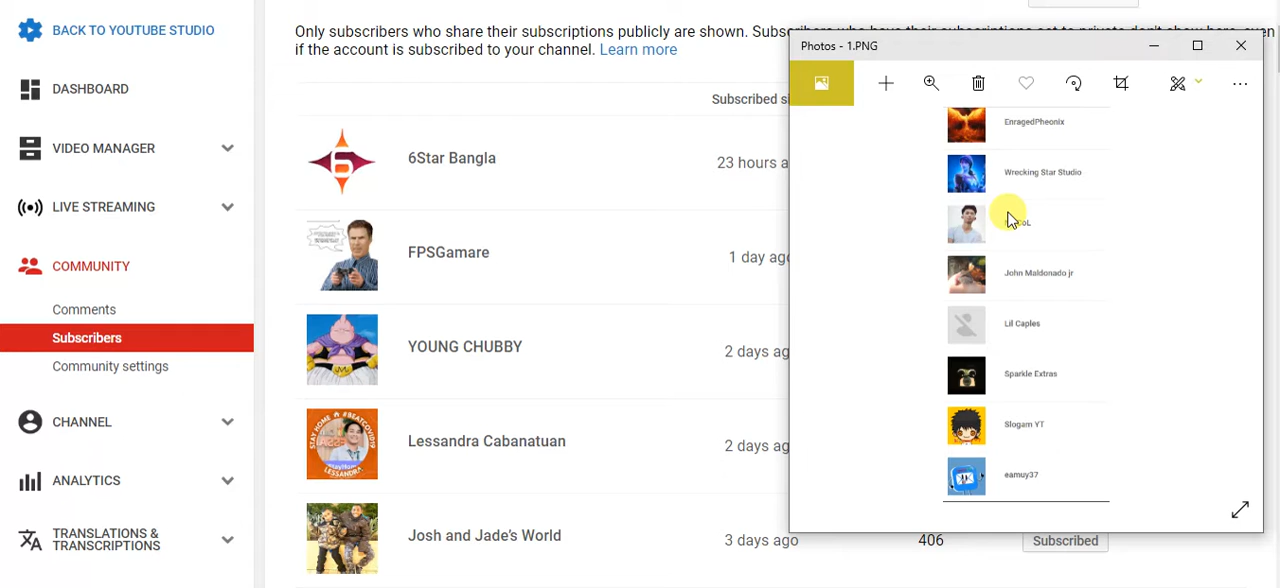 BACK TO YOUTUBE STUDIO
DASHBOARD
VIDEO MANAGER
LIVE STREAMING
COMMUNITY
Comments
Subscribers
Community settings
CHANNEL
ANALYTICS
TRANSLATIONS &
TRANSCRIPTIONS
Only subscribers who share their subscriptions publicly are shown.
if the account is subscribed to your channel. Learn more
Subscribed
6Star Bangla
23 hours
FPSGamare
1 day
YOUNG CHUBBY
2 days
Lessandra Cabanatuan
2 days
STAY HOME #BEATCOVID19
LESSANDRA
Josh and Jade's World
3 days ago
406
Subscribed
Photos - 1.PNG
EnragedPheonix
Wrecking Star Studio
John Maldonado jr
Lil Caples
Sparkle Extras
Slogam YT
eamuy37